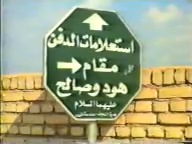 استعلامات الدفن
مقام
هود وصالح
عليهما السلام